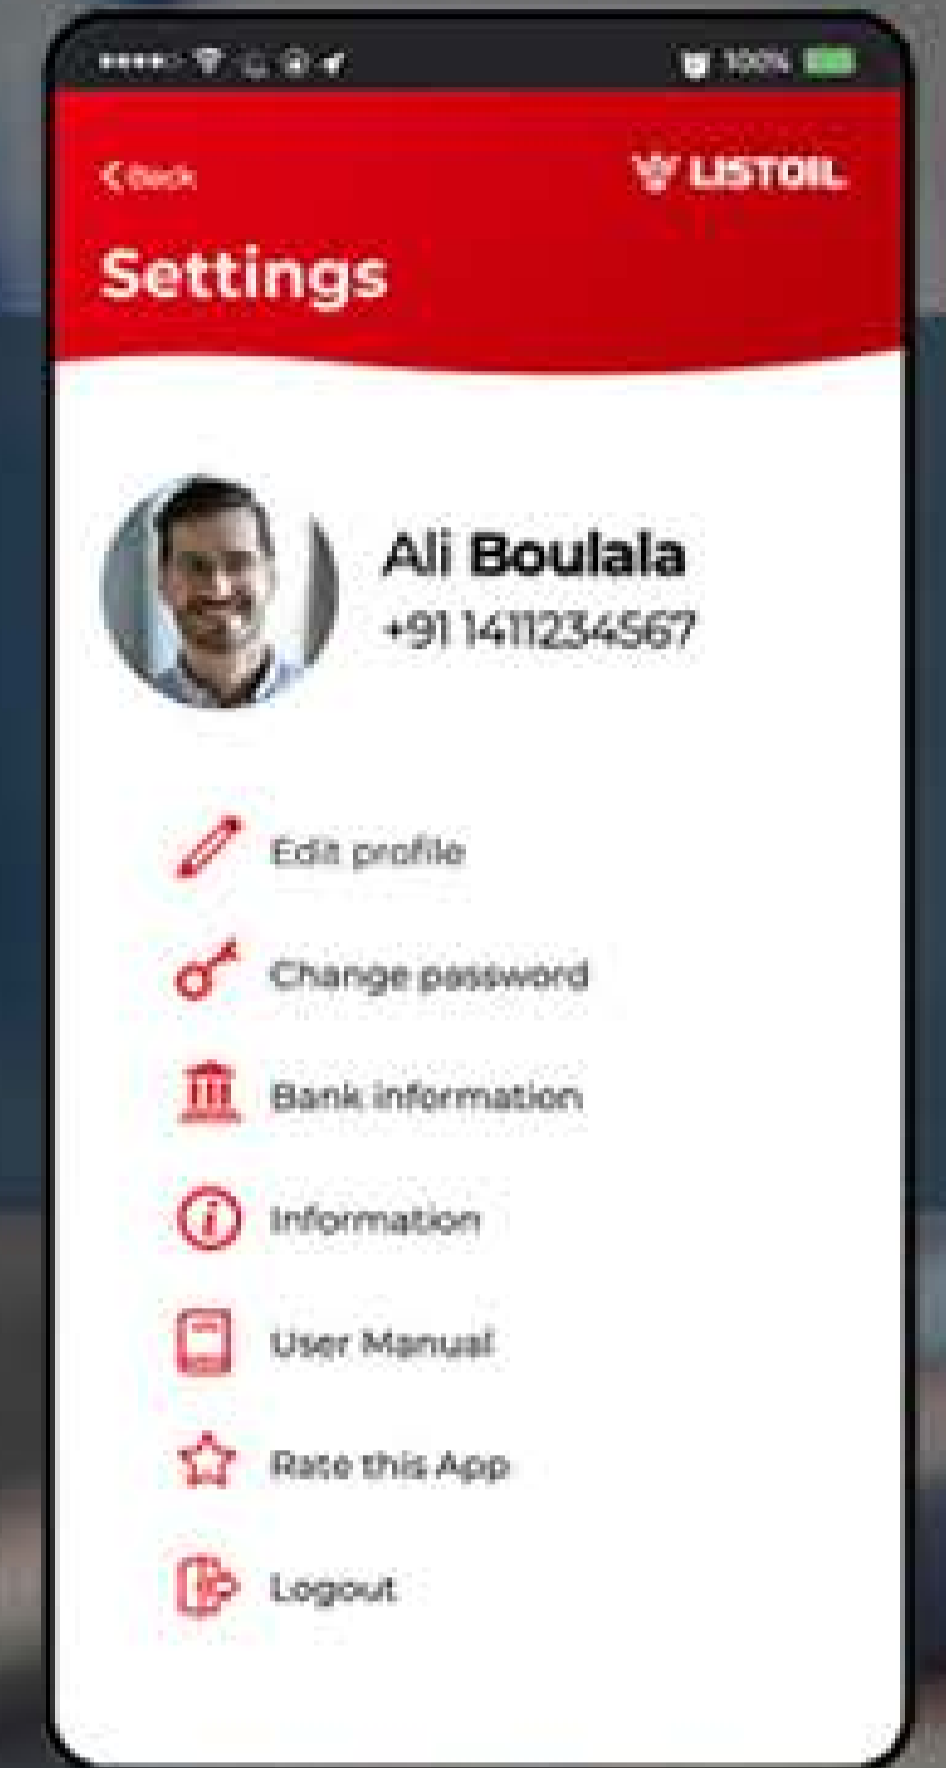 100%
Back
LISTOIL
Settings
Ali Boulala
+91 1411234567
Edit profile
Change password
Bank information
Information
User Manual
Rate this App
Logout